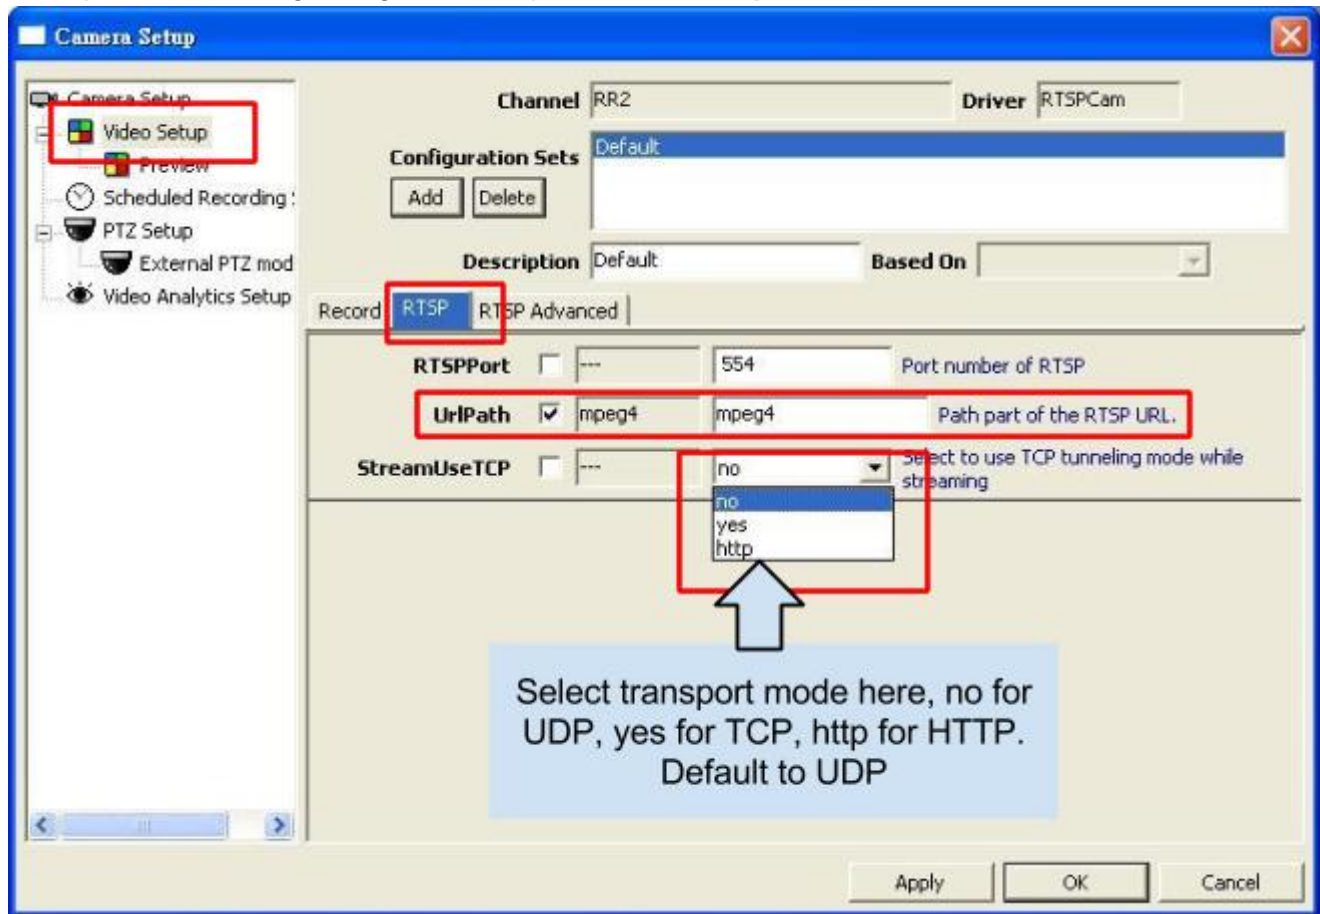 Camera Setup
Camera Setup
Video Setup
Preview
Scheduled Recording
PTZ Setup
External PTZ mod
Video Analytics Setup
Channel RR2 Driver RTSPCam
Configuration Sets Default
Add Delete
Description Default Based On
Record RTSP RTSP Advanced
RTSPPort --- 554 Port number of RTSP
UrlPath mpeg4 mpeg4 Path part of the RTSP URL.
StreamUseTCP --- no Select to use TCP tunneling mode while
streaming
no
yes
http
Select transport mode here, no for
UDP, yes for TCP, http for HTTP.
Default to UDP
Apply OK Cancel